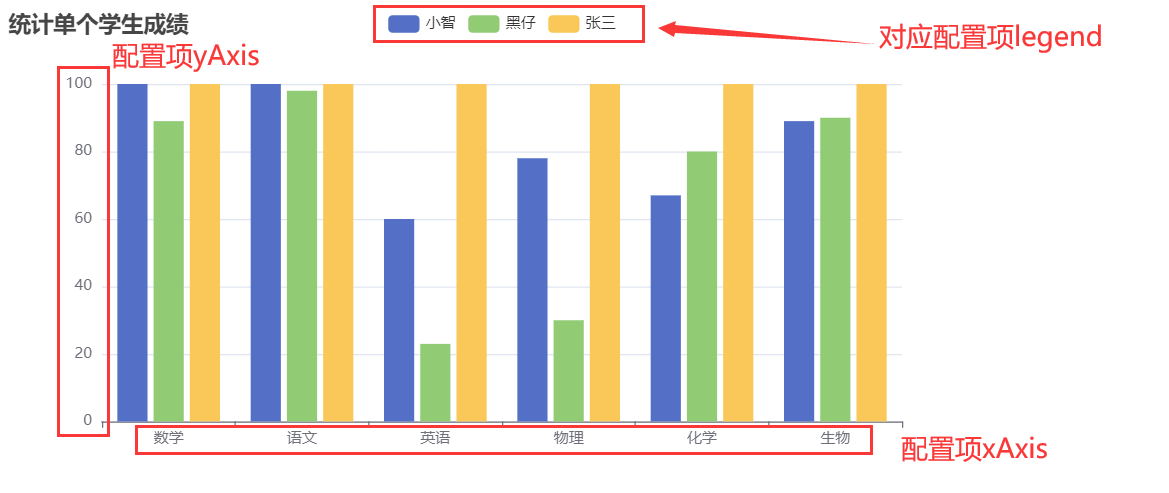 统计单个学生成绩
小智 黑仔 张三
对应配置项legend
配置项yAxis
100
80
60
40
20
0
数学 语文 英语 物理 化学 生物
配置项xAxis